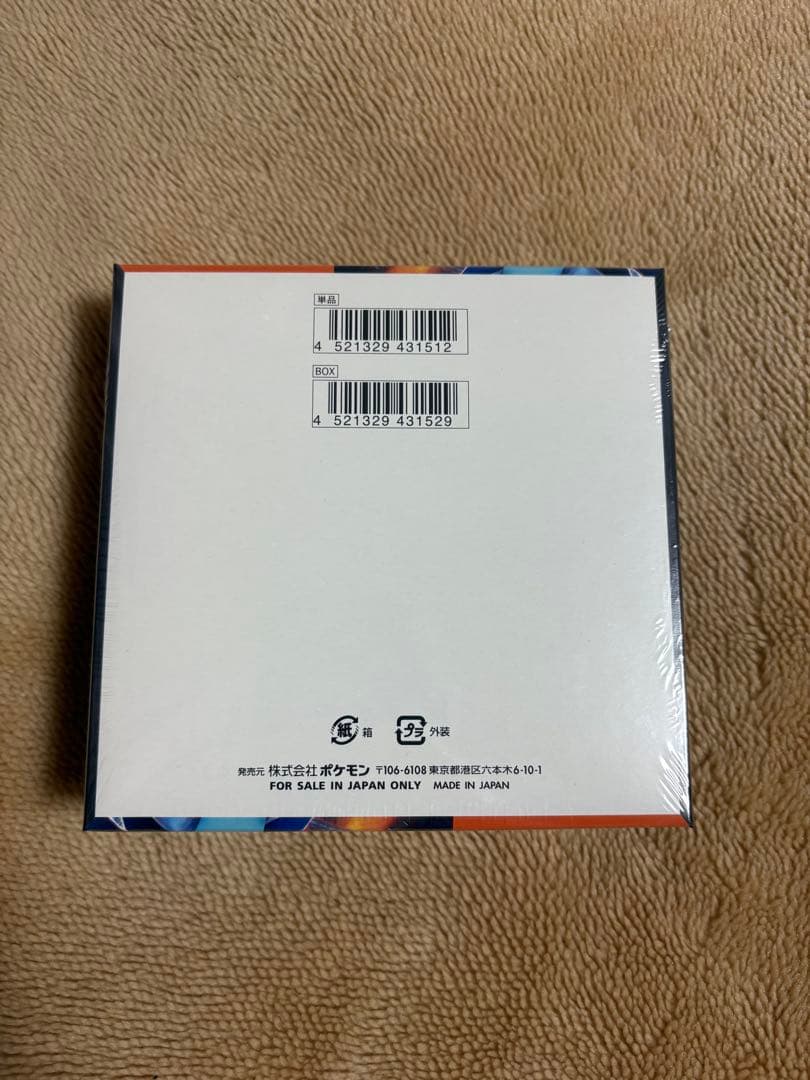 単品
4 521329 431512
BOX
4 521329 431529
紙 箱 プラ 外装
発売元 株式会社ポケモン 〒106-6108 東京都港区六本木6-10-1
FOR SALE IN JAPAN ONLY MADE IN JAPAN